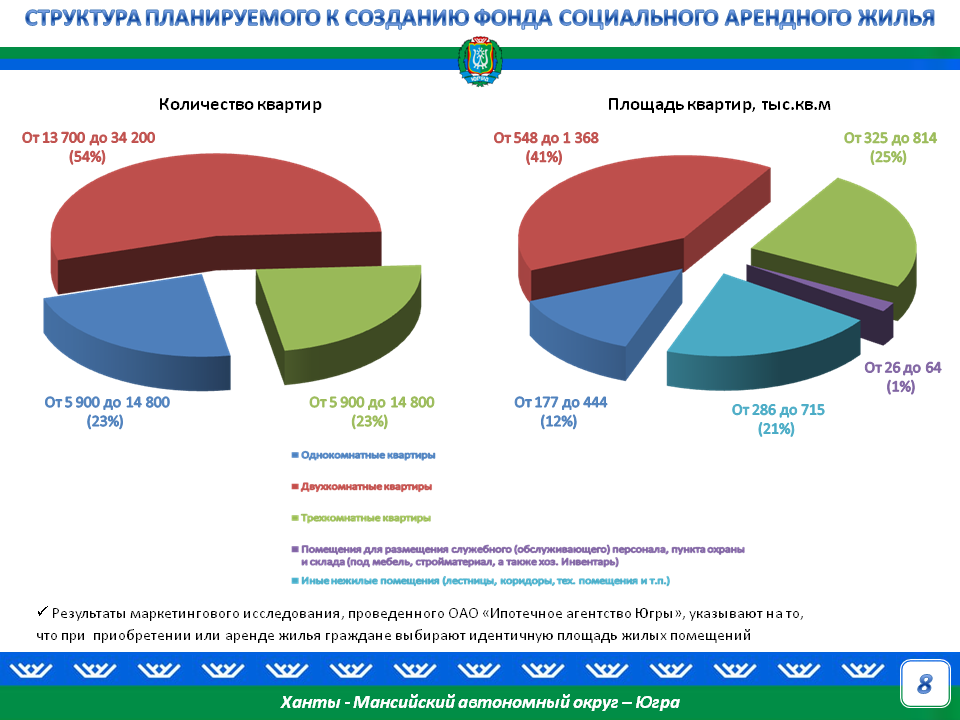 СТРУКТУРА ПЛАНИРУЕМОГО К СОЗДАНИЮ ФОНДА СОЦИАЛЬНОГО АРЕНДНОГО ЖИЛЬЯ
ЮГРА
Количество квартир
От 13 700 до 34 200
(54%)
От 5 900 до 14 800
(23%)
От 5 900 до 14 800
(23%)
Площадь квартир, тыс.кв.м
От 548 до 1 368
(41%)
От 325 до 814
(25%)
От 26 до 64
(1%)
От 177 до 444
(12%)
От 286 до 715
(21%)
Однокомнатные квартиры
Двухкомнатные квартиры
Трехкомнатные квартиры
Помещения для размещения служебного (обслуживающего) персонала, пункта охраны
и склада (под мебель, стройматериал, а также хоз. Инвентарь)
Иные нежилые помещения (лестницы, коридоры, тех. помещения и т.п.)
✓ Результаты маркетингового исследования, проведенного ОАО «Ипотечное агентство Югры», указывают на то,
что при приобретении или аренде жилья граждане выбирают идентичную площадь жилых помещений
8
Ханты - Мансийский автономный округ – Югра